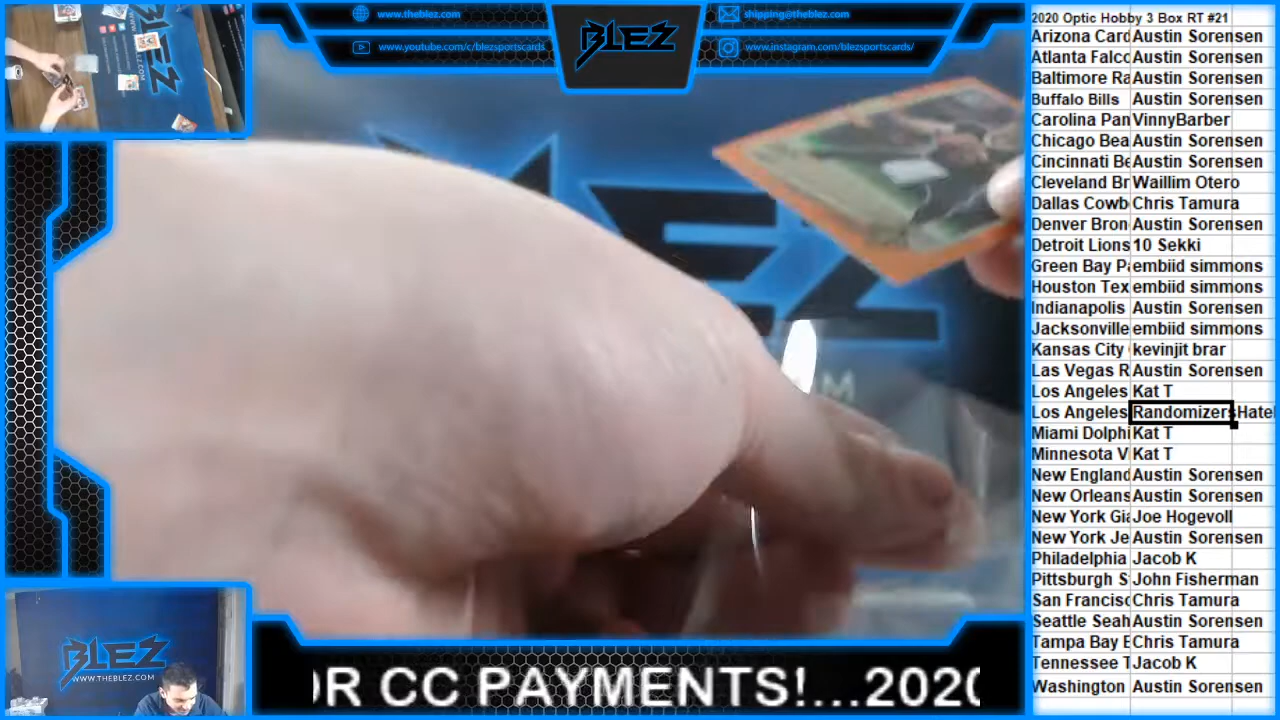 www.theblez.com
shipping@theblez.com
www.youtube.com/c/blezsportscards
www.instagram.com/blezsportscards/
BLEZ
BLEZ
WWW.THEBLEZ.COM
OR CC PAYMENTS!...2020
2020 Optic Hobby 3 Box RT #21
Arizona Card Austin Sorensen
Atlanta Falco Austin Sorensen
Baltimore Ra Austin Sorensen
Buffalo Bills Austin Sorensen
Carolina Pan VinnyBarber
Chicago Bea Austin Sorensen
Cincinnati Be Austin Sorensen
Cleveland Br Waillim Otero
Dallas Cowb Chris Tamura
Denver Bron Austin Sorensen
Detroit Lions 10 Sekki
Green Bay P embiid simmons
Houston Tex embiid simmons
Indianapolis Austin Sorensen
Jacksonville embiid simmons
Kansas City kevinjit brar
Las Vegas R Austin Sorensen
Los Angeles Kat T
Los Angeles RandomizersHate
Miami Dolphi Kat T
Minnesota V Kat T
New England Austin Sorensen
New Orleans Austin Sorensen
New York Gia Joe Hogevoll
New York Je Austin Sorensen
Philadelphia Jacob K
Pittsburgh S John Fisherman
San Francisc Chris Tamura
Seattle Seah Austin Sorensen
Tampa Bay B Chris Tamura
Tennessee T Jacob K
Washington Austin Sorensen